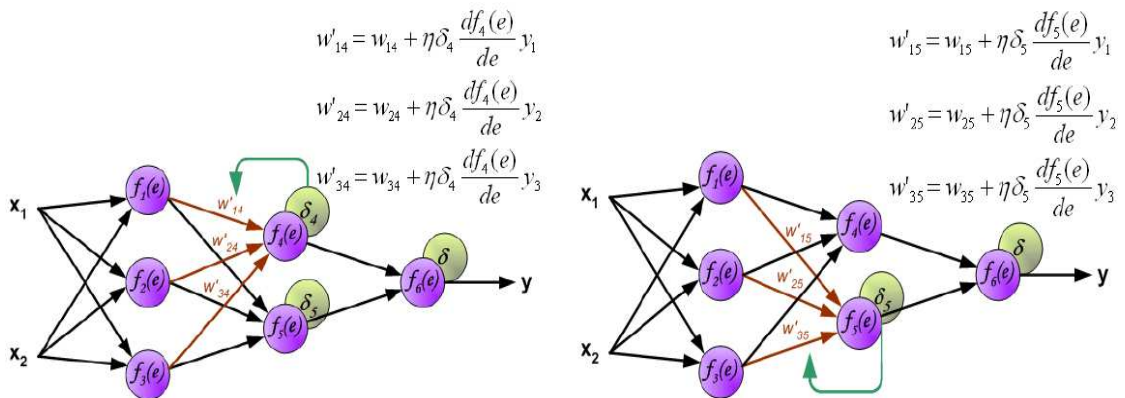 w'₁₄ = w₁₄ + ηδ₄ df₄(e)/de y₁
w'₂₄ = w₂₄ + ηδ₄ df₄(e)/de y₂
w'₃₄ = w₃₄ + ηδ₄ df₄(e)/de y₃
x₁
x₂
f₁(e)
f₂(e)
f₃(e)
w'₁₄
w'₂₄
w'₃₄
f₄(e)
δ₄
f₅(e)
δ₅
f₆(e)
δ
y
w'₁₅ = w₁₅ + ηδ₅ df₅(e)/de y₁
w'₂₅ = w₂₅ + ηδ₅ df₅(e)/de y₂
w'₃₅ = w₃₅ + ηδ₅ df₅(e)/de y₃
x₁
x₂
f₁(e)
f₂(e)
f₃(e)
w'₁₅
w'₂₅
w'₃₅
f₄(e)
f₅(e)
δ₅
f₆(e)
δ
y